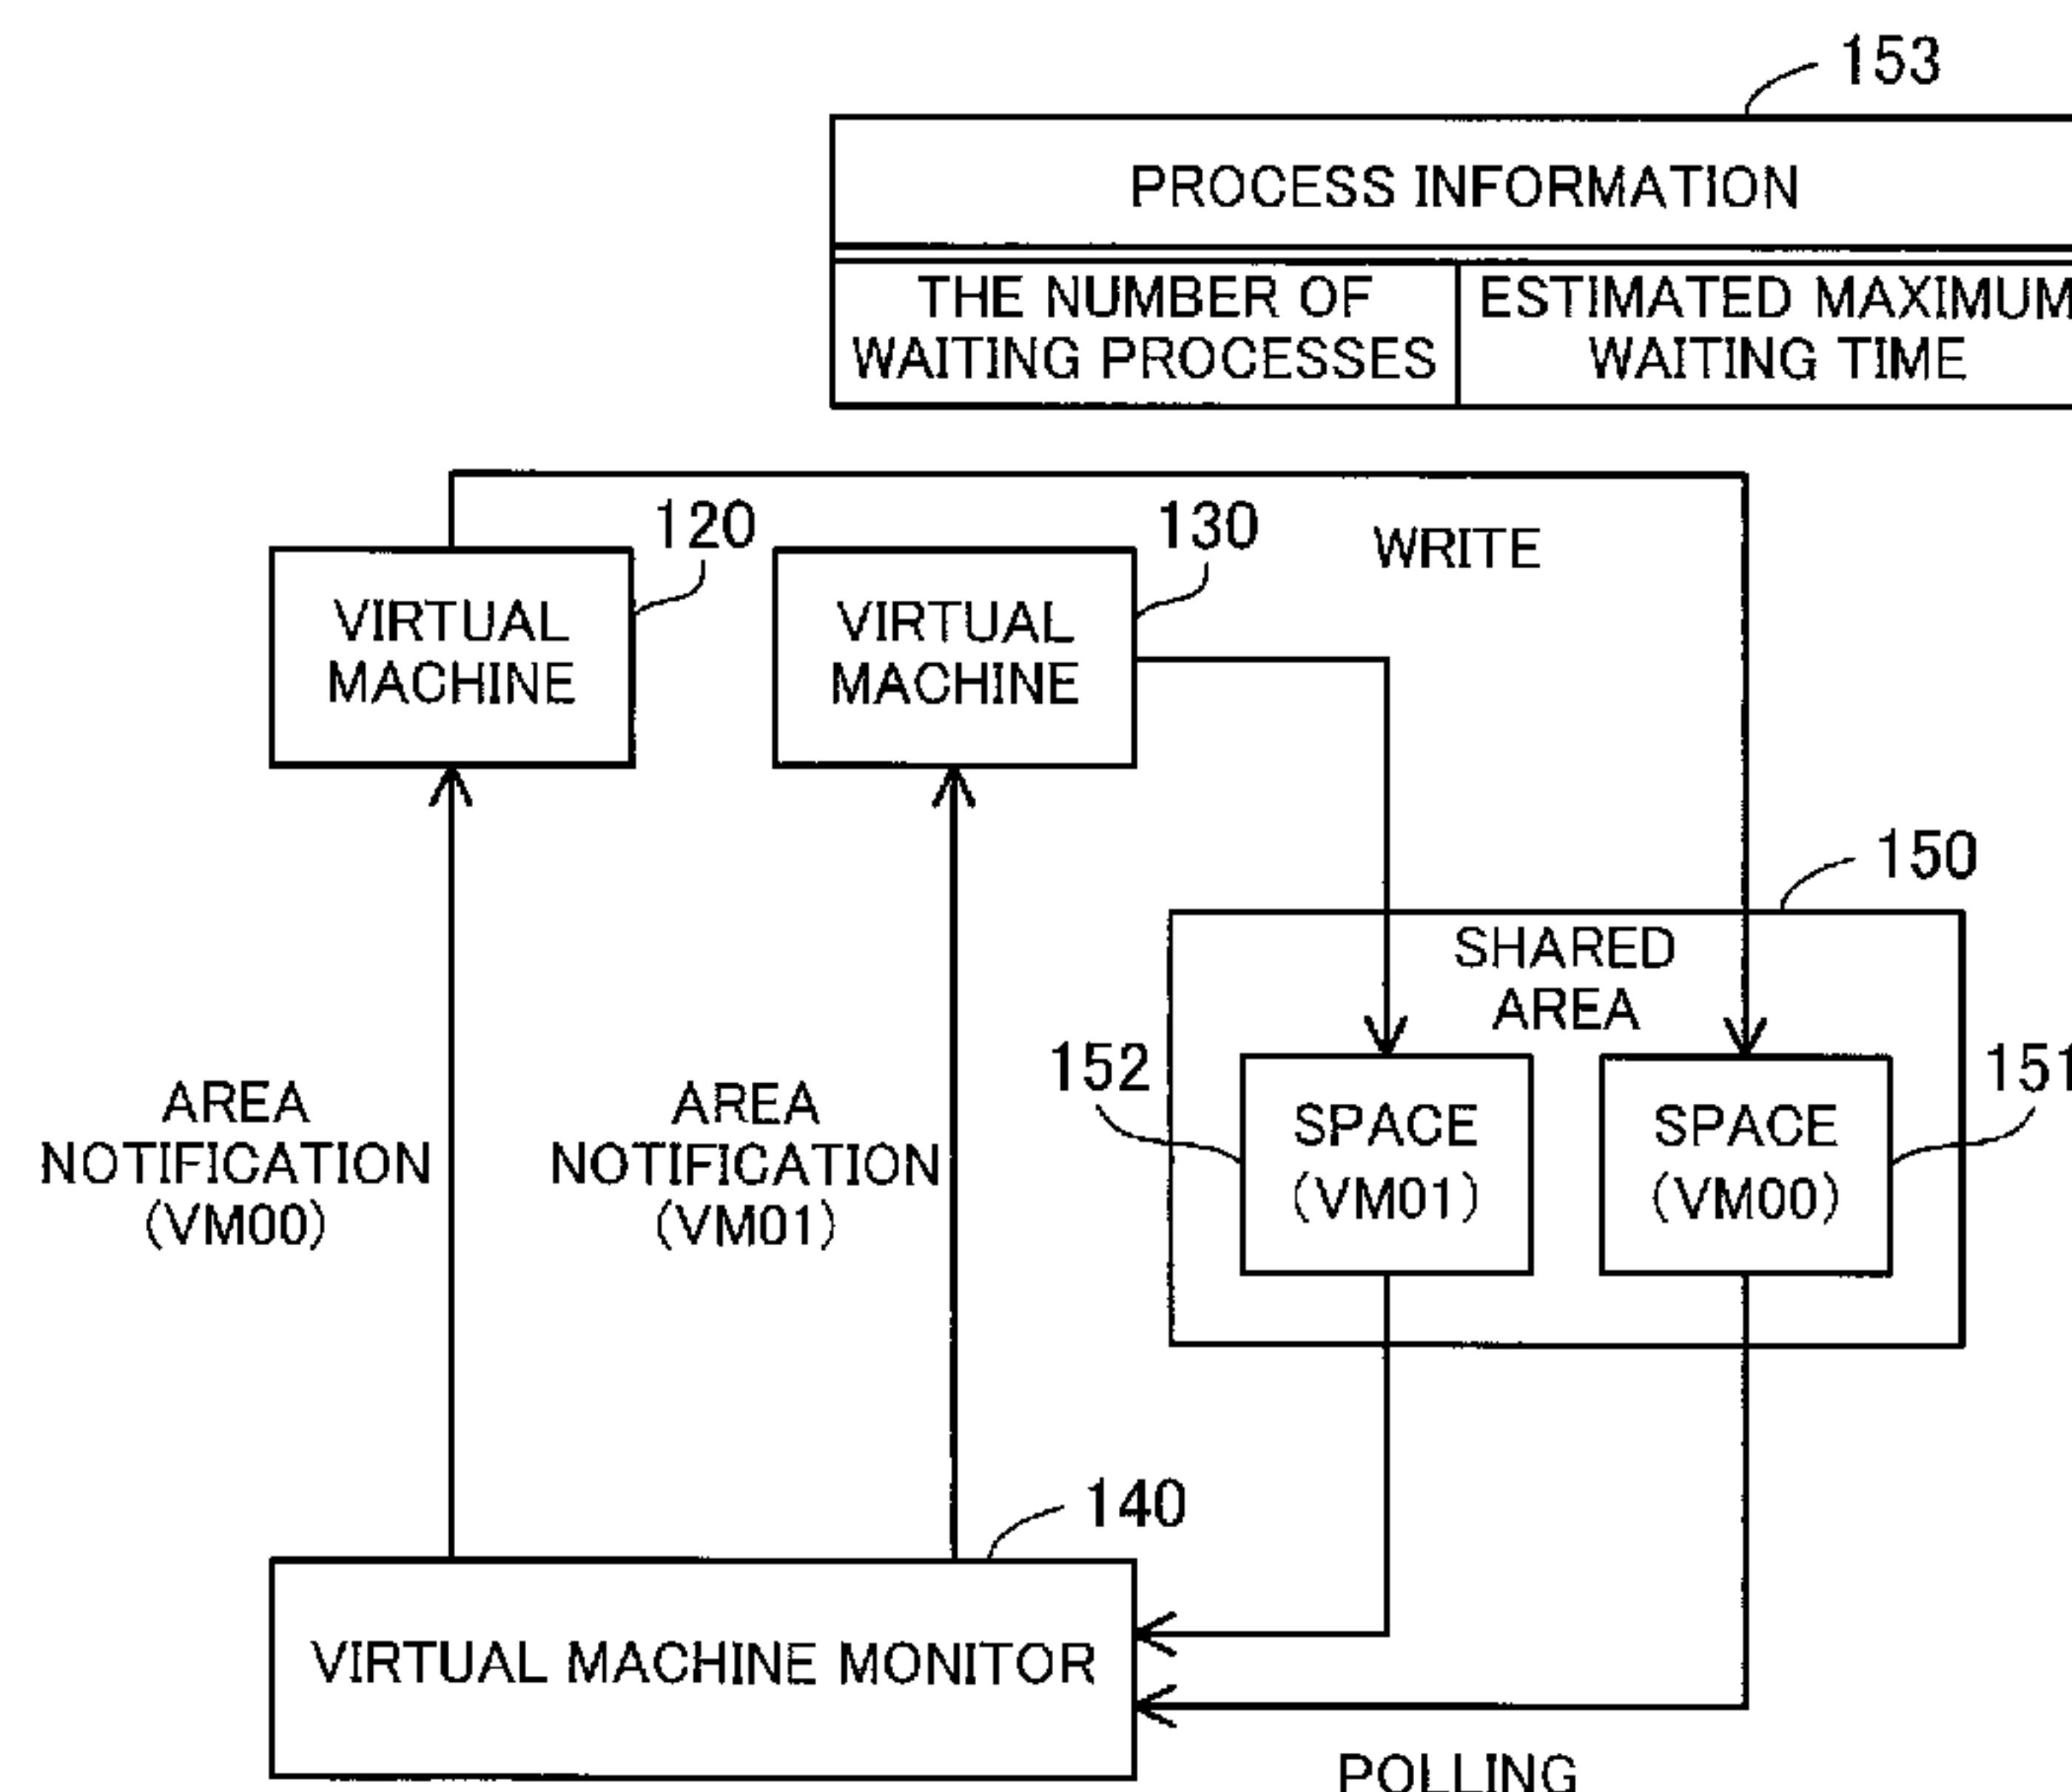 153
PROCESS INFORMATION
THE NUMBER OF
WAITING PROCESSES
ESTIMATED MAXIMUM
WAITING TIME
120
130
WRITE
VIRTUAL
MACHINE
VIRTUAL
MACHINE
150
SHARED
AREA
152
151
SPACE
(VM01)
SPACE
(VM00)
AREA
NOTIFICATION
(VM00)
AREA
NOTIFICATION
(VM01)
140
VIRTUAL MACHINE MONITOR
POLLING